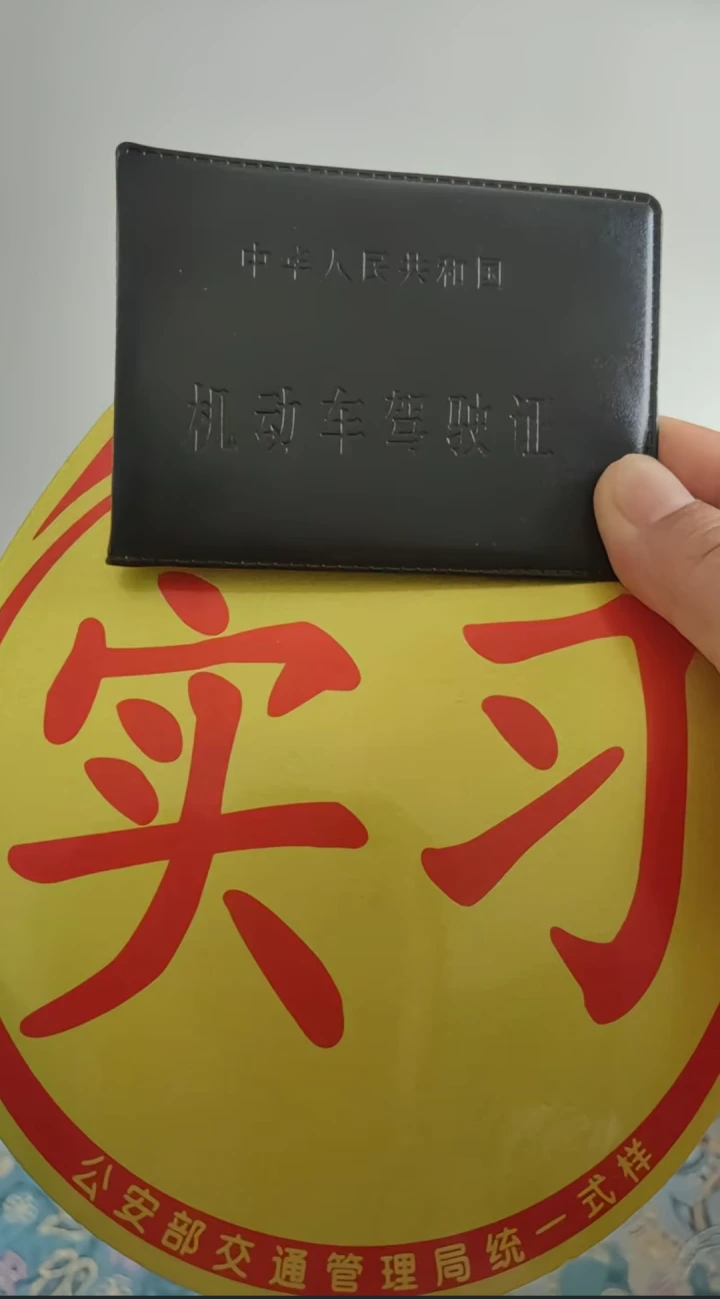 中华人民共和国
机动车驾驶证
实习
公安部交通管理局统一式样